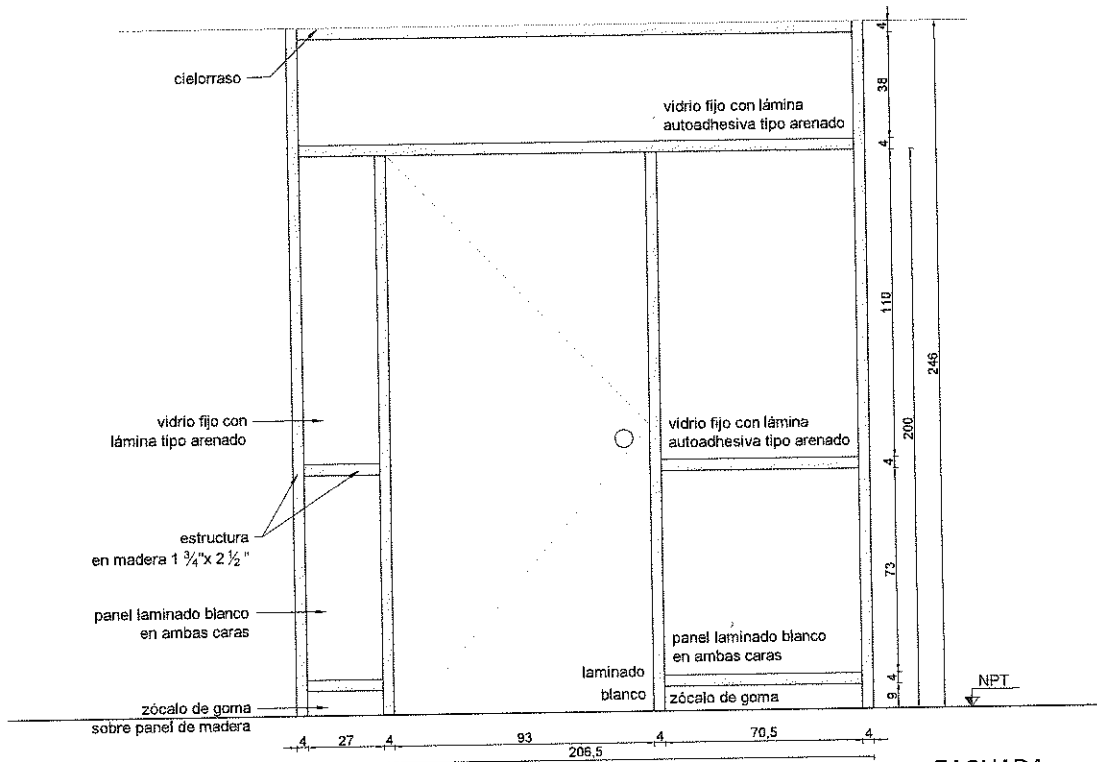 cielorraso
vidrio fijo con lámina
autoadhesiva tipo arenado
vidrio fijo con
lámina tipo arenado
vidrio fijo con lámina
autoadhesiva tipo arenado
estructura
en madera 1 ¾"x 2 ½"
panel laminado blanco
en ambas caras
panel laminado blanco
en ambas caras
laminado
blanco
zócalo de goma
zócalo de goma
sobre panel de madera
4
38
4
110
4
73
4
9
200
246
NPT
4 27 4 93 4 70,5 4
206,5